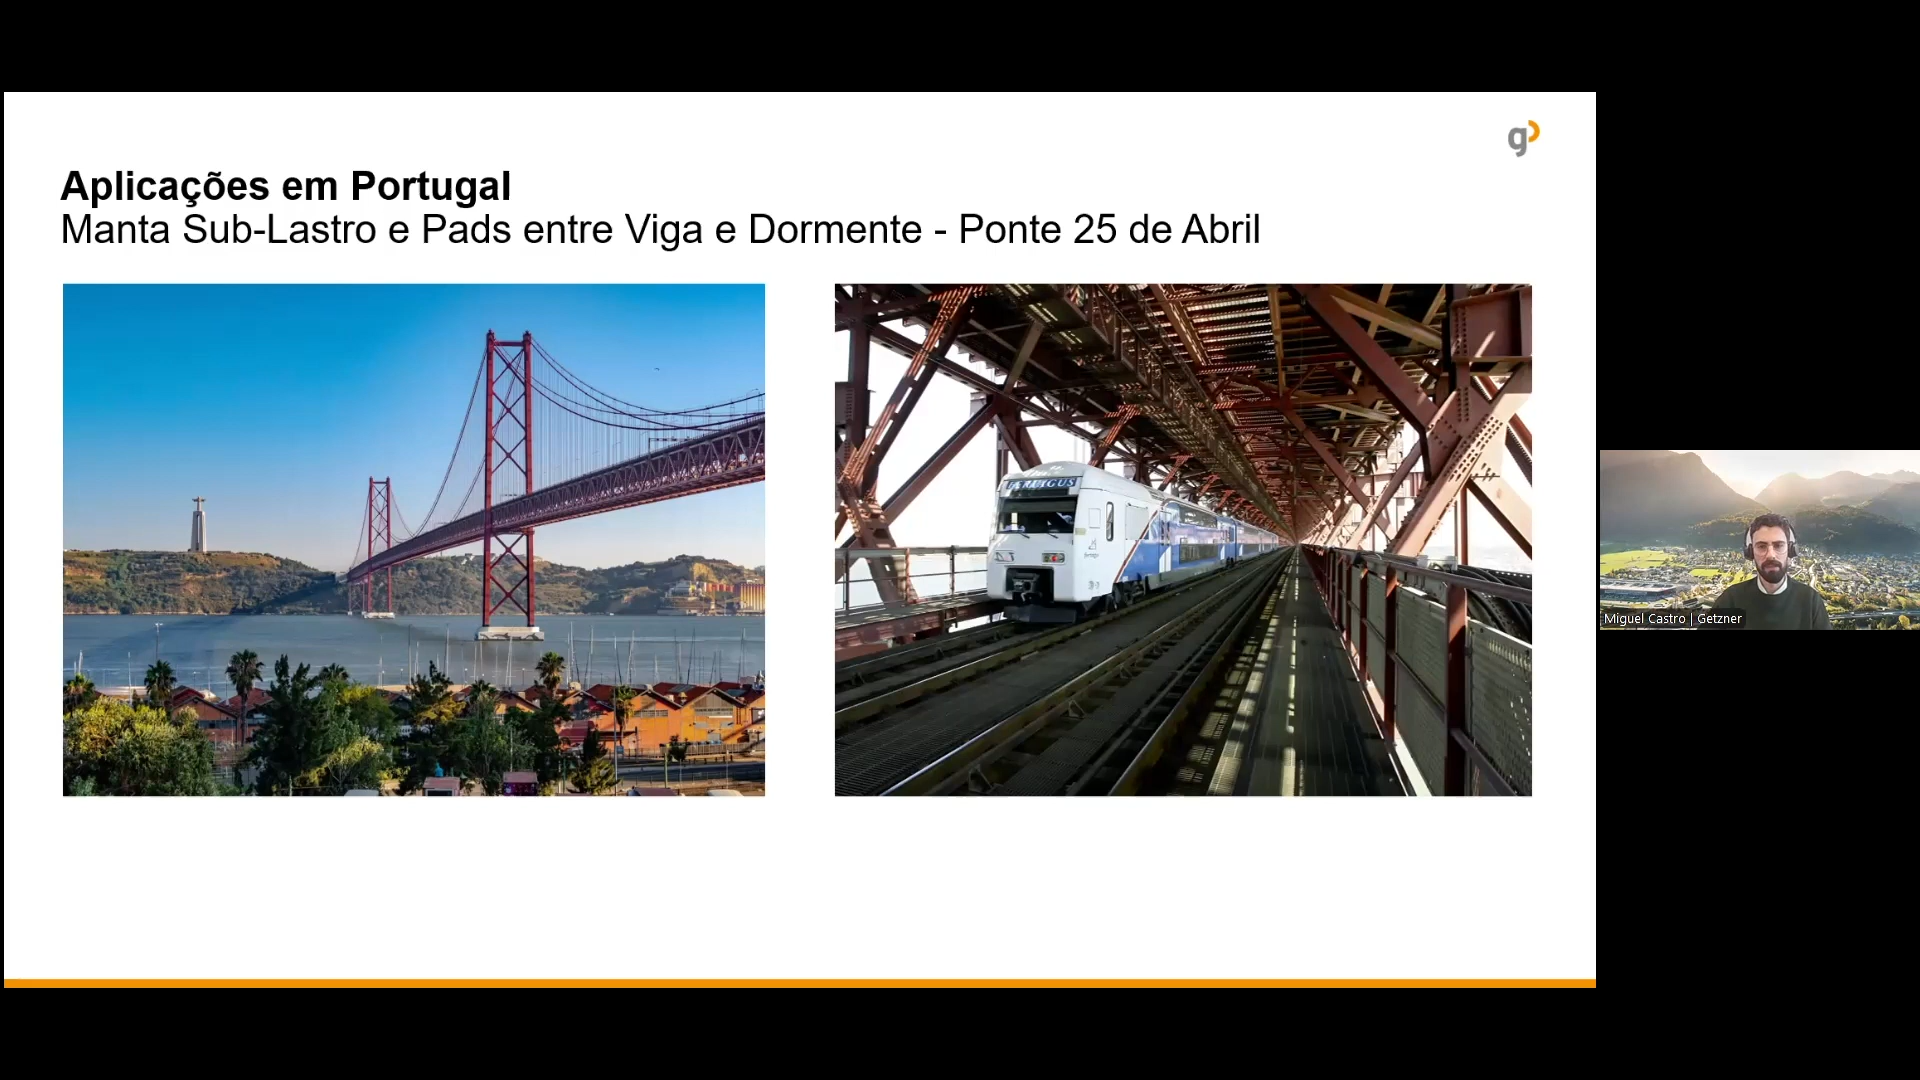 Aplicações em Portugal
Manta Sub-Lastro e Pads entre Viga e Dormente - Ponte 25 de Abril
Miguel Castro | Getzner